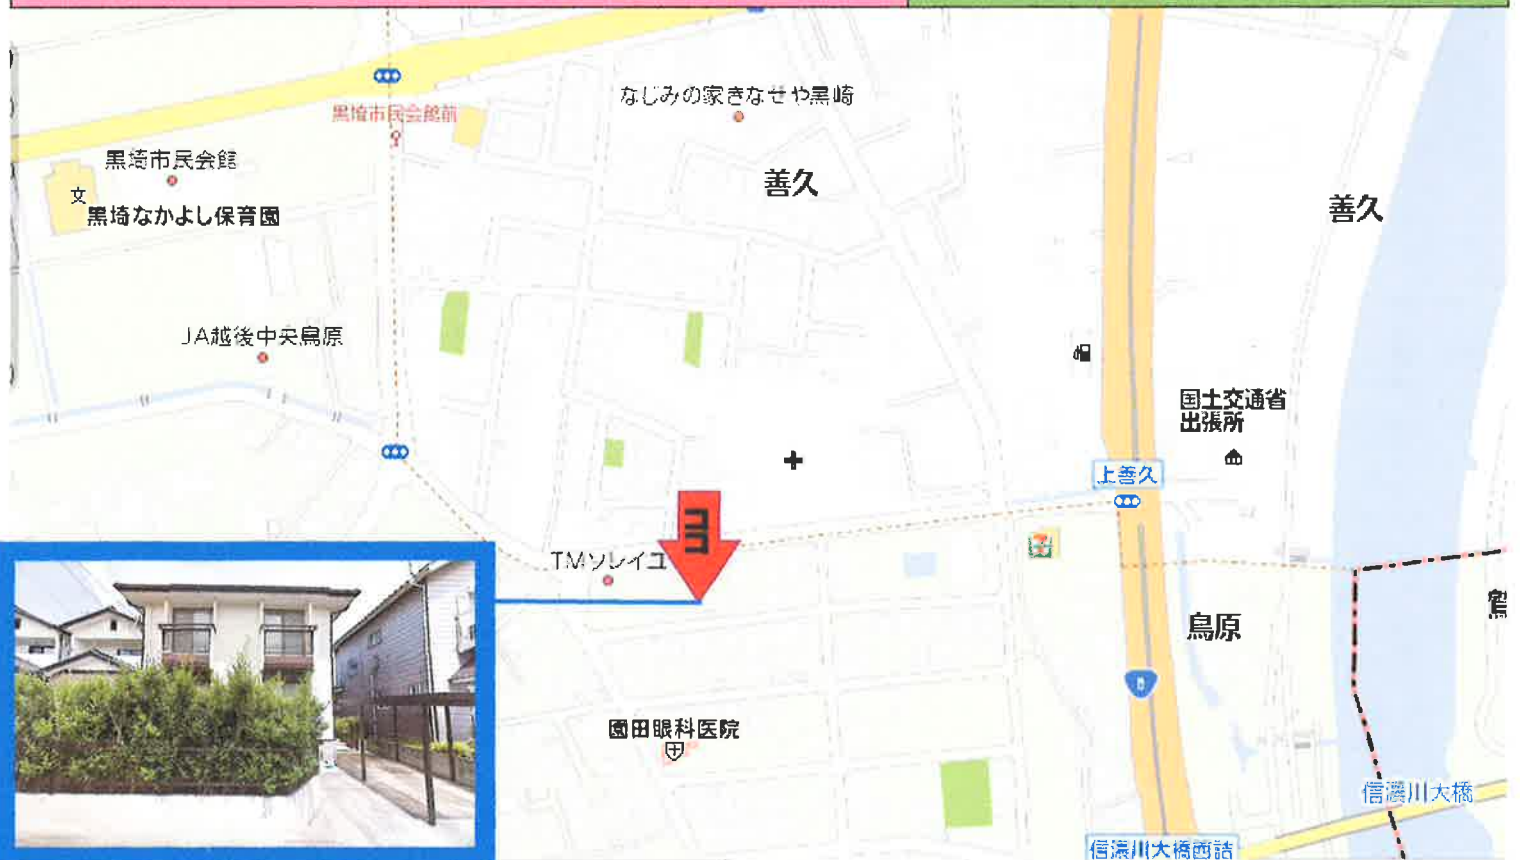 黒埼市民会館前
なじみの家きなせや黒崎
黒埼市民会館
文
黒埼なかよし保育園
善久
善久
JA越後中央鳥原
国土交通省
出張所
上善久
ココ
TMソレイユ
鳥原
8
園田眼科医院
信濃川大橋
信濃川大橋西詰